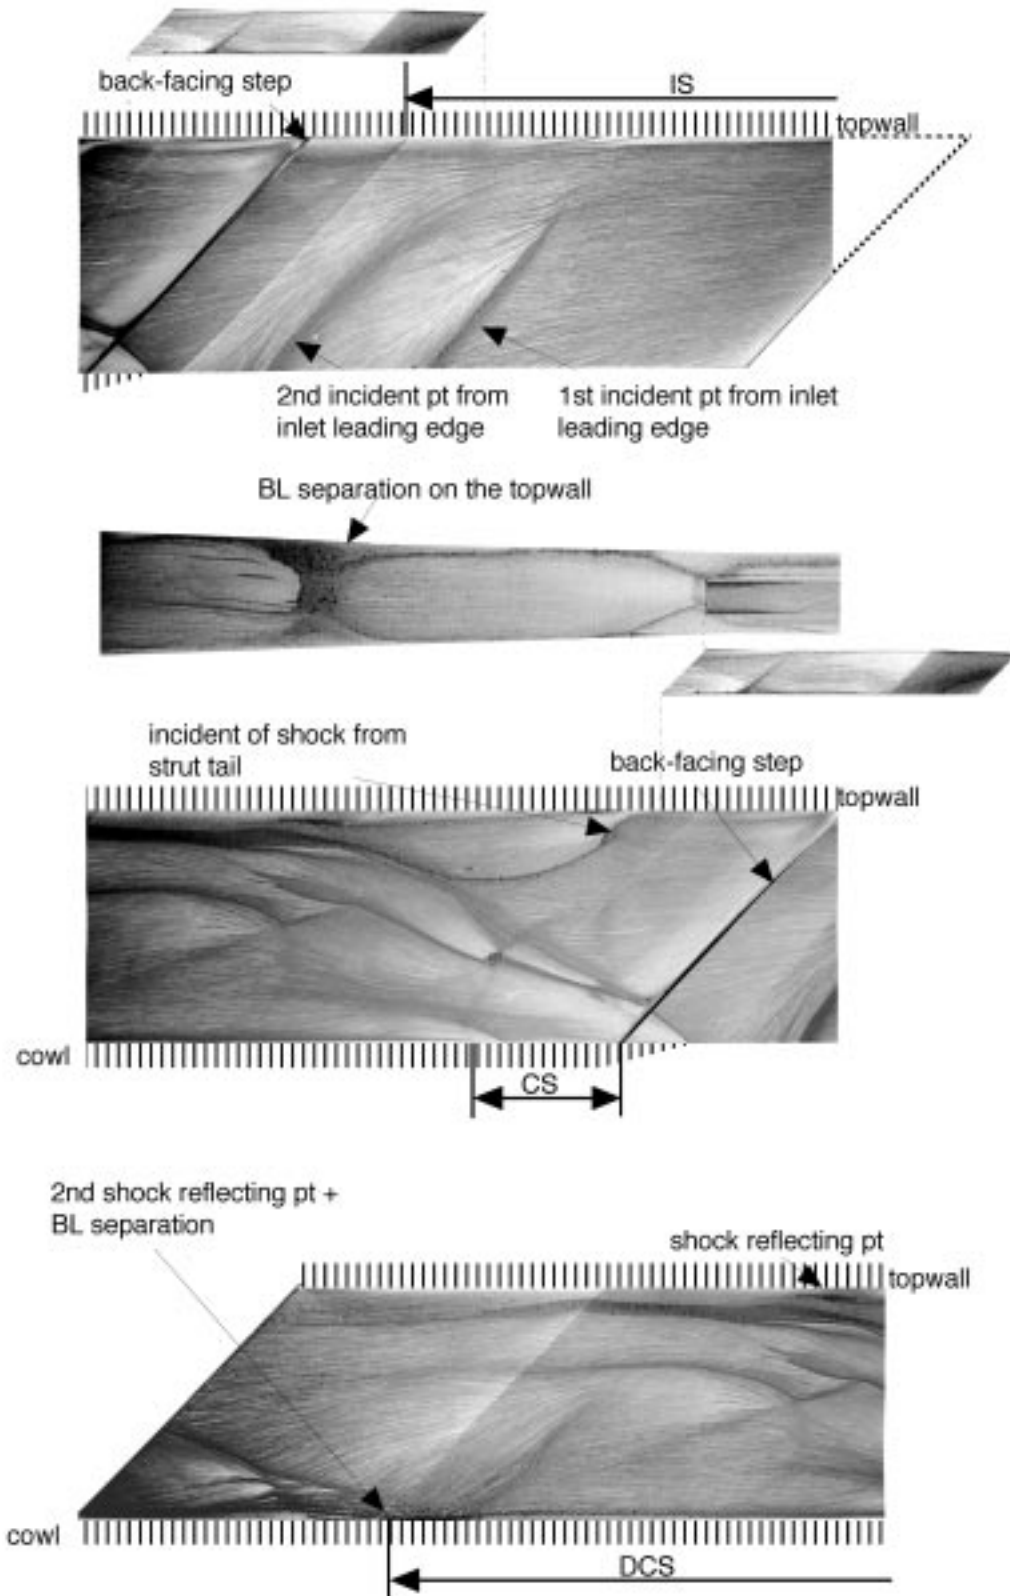 back-facing step
IS
topwall
2nd incident pt from
inlet leading edge
1st incident pt from inlet
leading edge
BL separation on the topwall
incident of shock from
strut tail
back-facing step
topwall
cowl
CS
2nd shock reflecting pt +
BL separation
shock reflecting pt
topwall
cowl
DCS